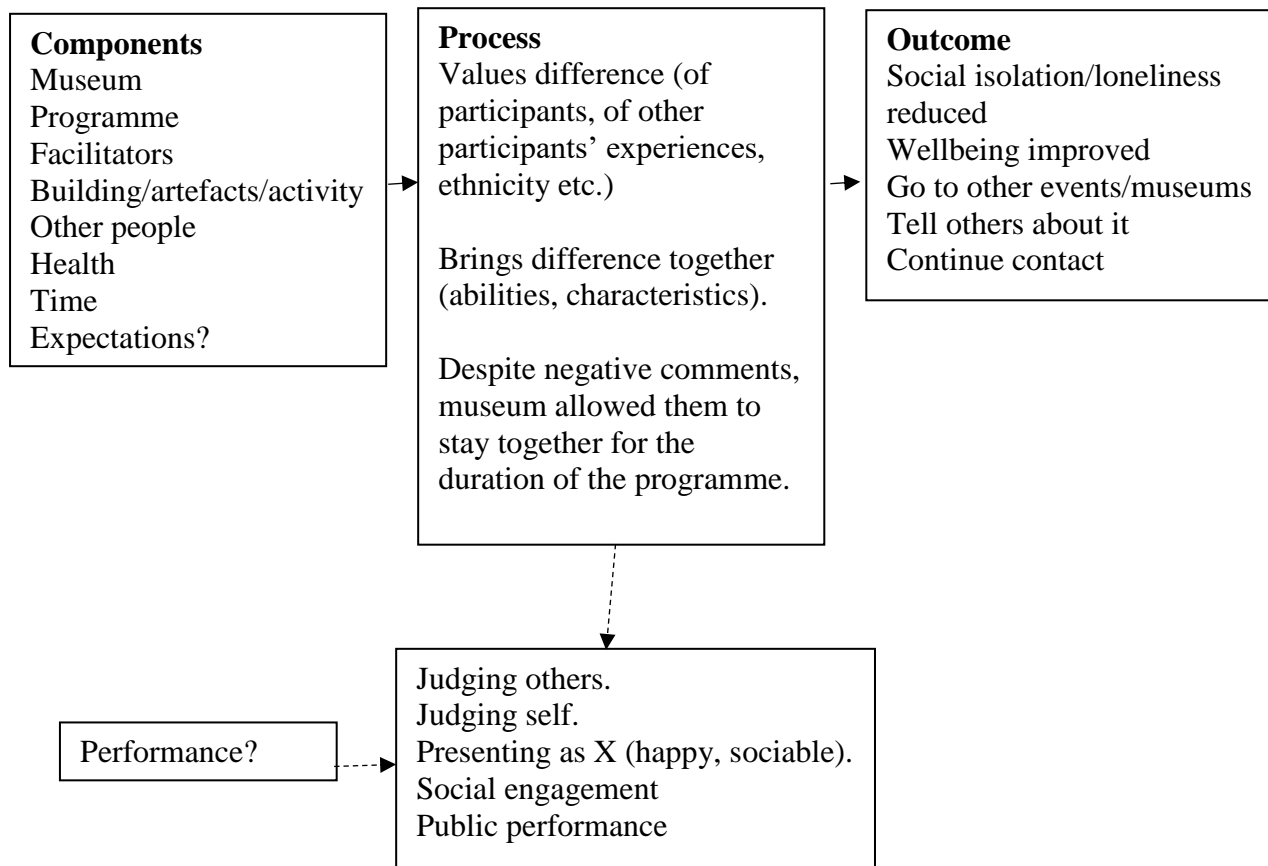 Components
Museum
Programme
Facilitators
Building/artefacts/activity
Other people
Health
Time
Expectations?
Process
Values difference (of
participants, of other
participants’ experiences,
ethnicity etc.)
Brings difference together
(abilities, characteristics).
Despite negative comments,
museum allowed them to
stay together for the
duration of the programme.
Outcome
Social isolation/loneliness
reduced
Wellbeing improved
Go to other events/museums
Tell others about it
Continue contact
Performance?
Judging others.
Judging self.
Presenting as X (happy, sociable).
Social engagement
Public performance